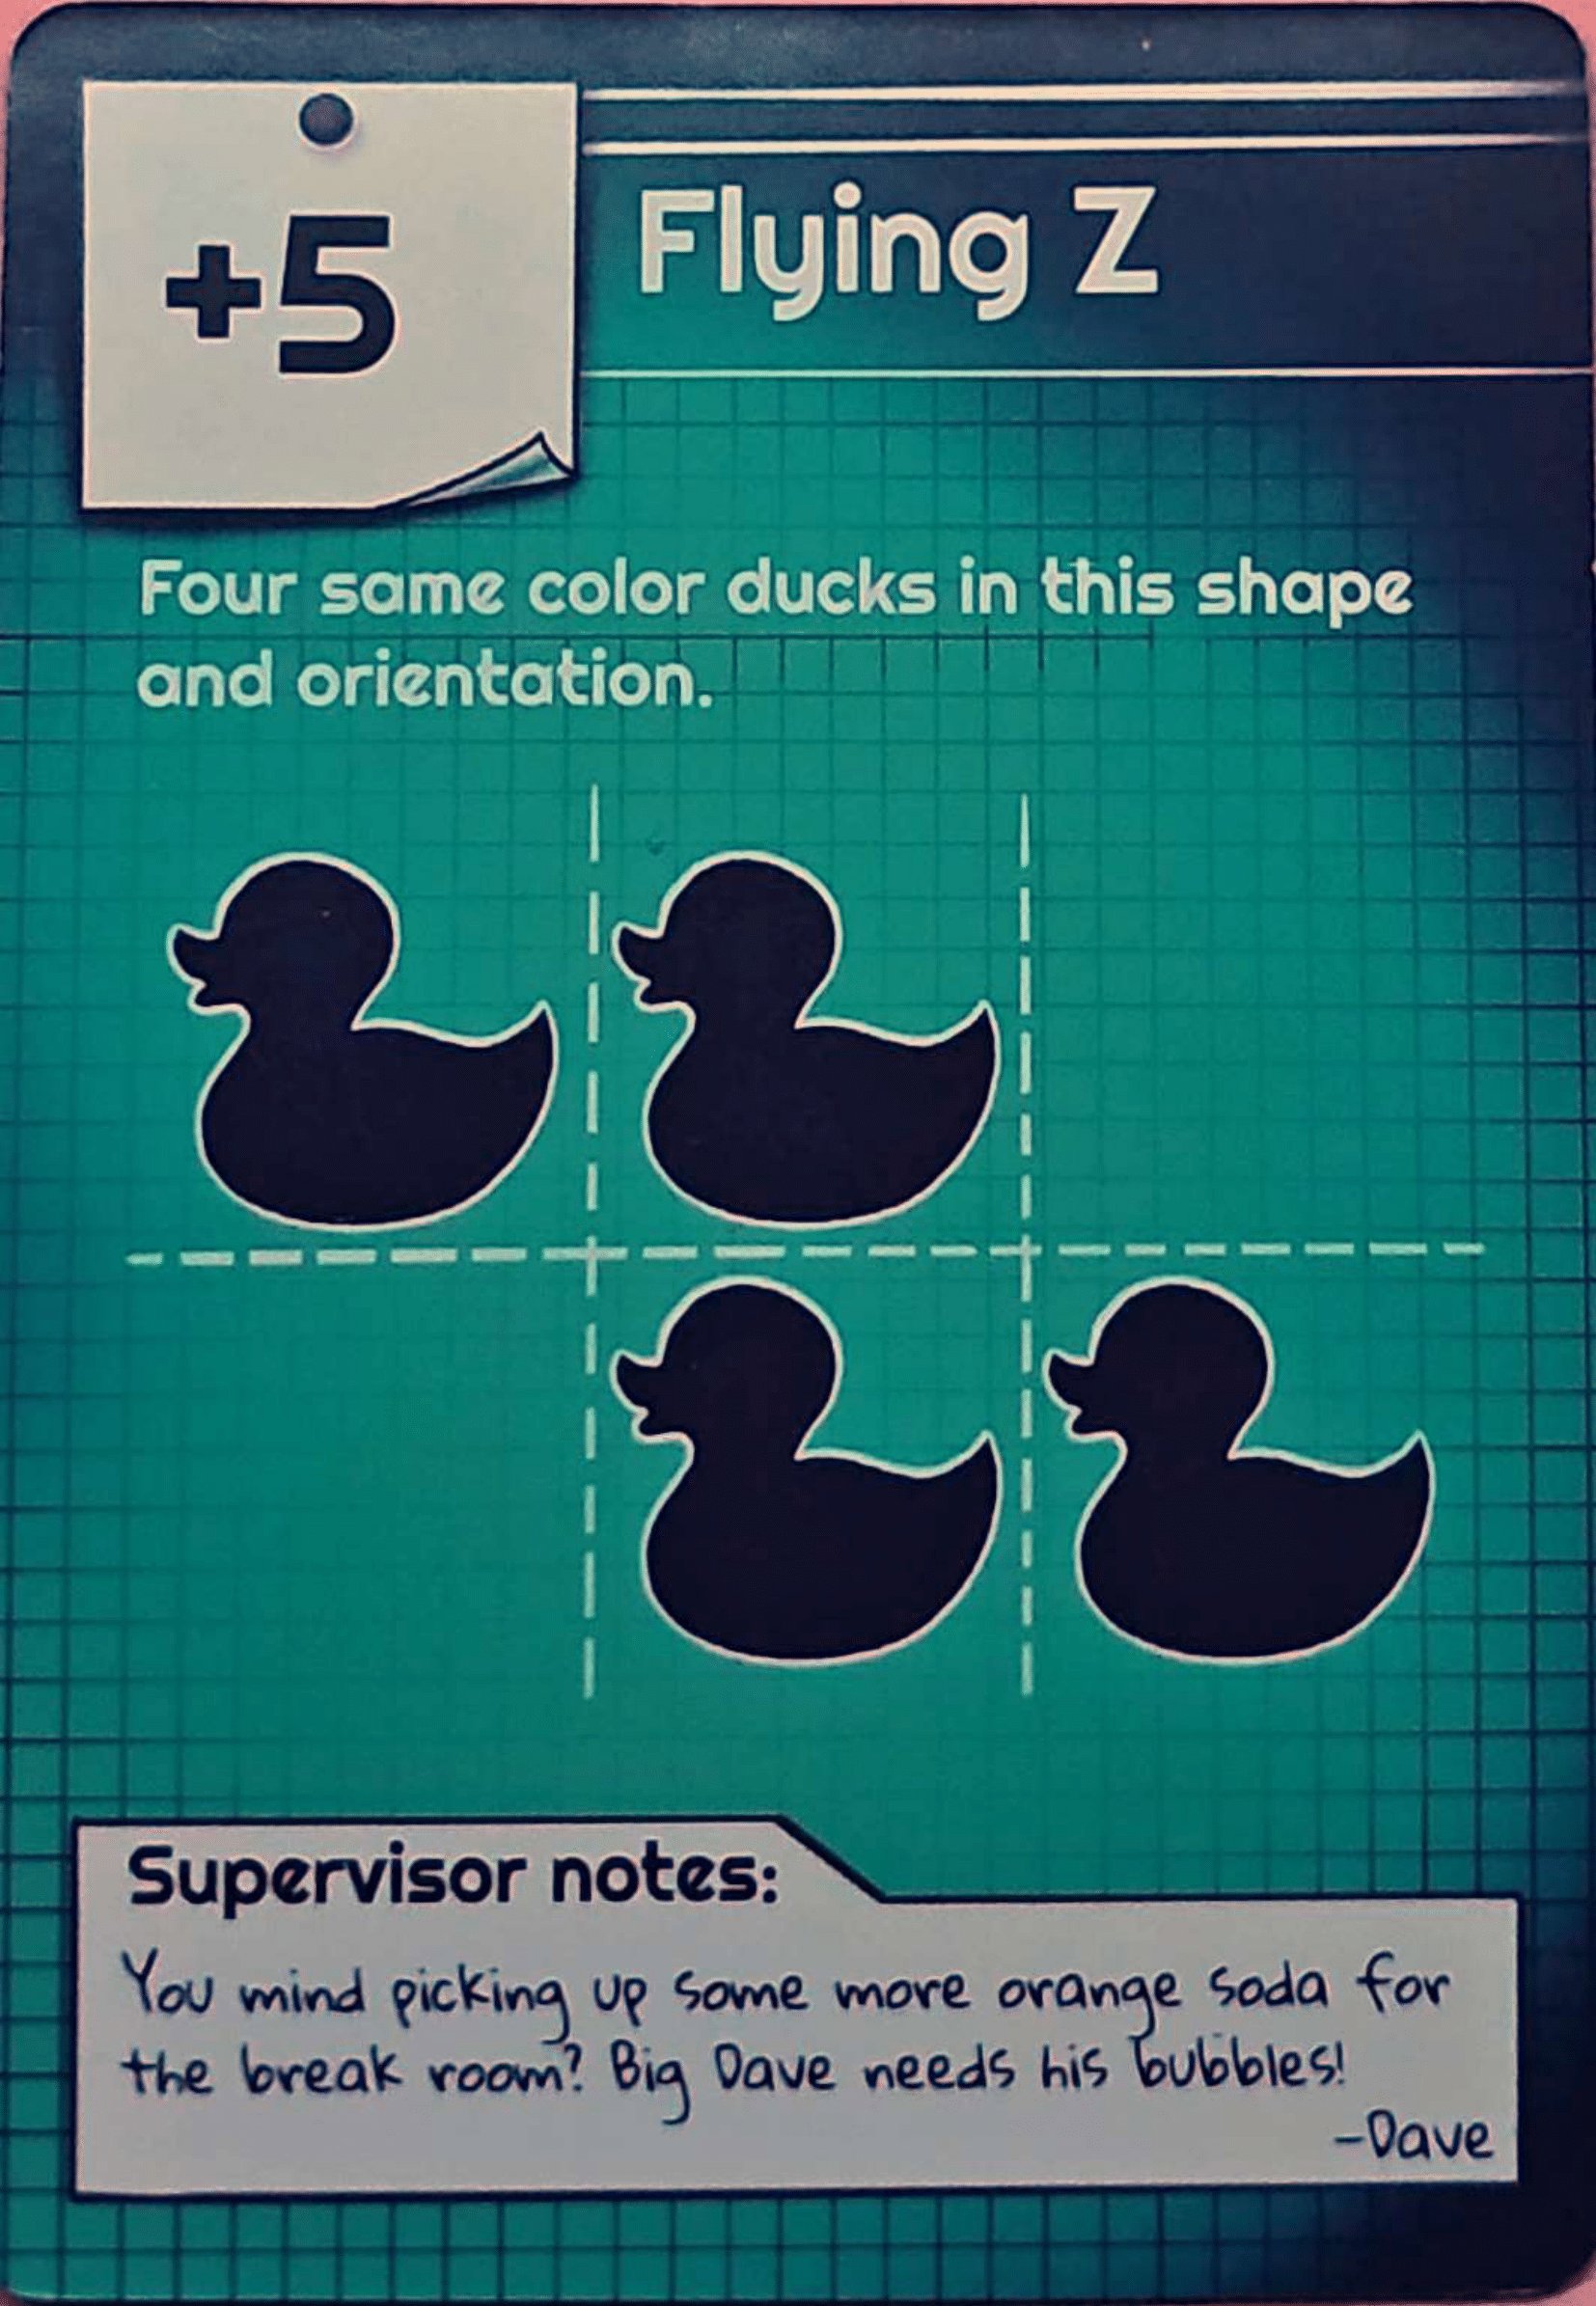 +5
Flying Z
Four same color ducks in this shape
and orientation.
Supervisor notes:
You mind picking up some more orange soda for
the break room? Big Dave needs his bubbles!
-Dave